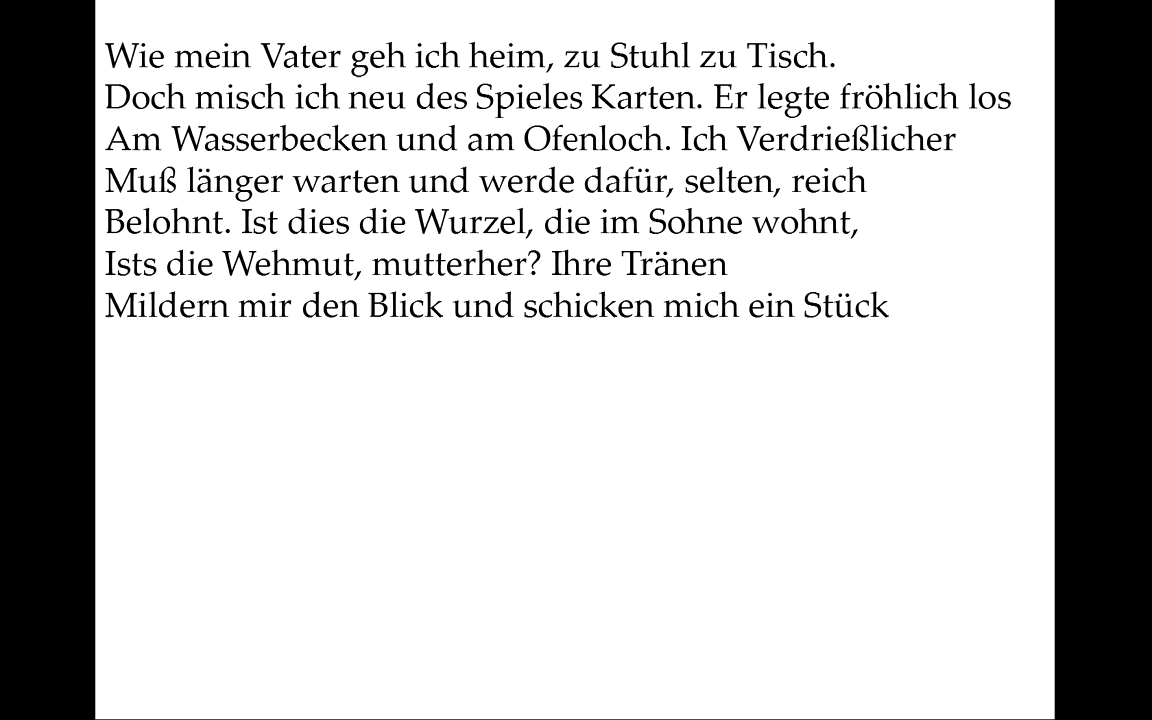 Wie mein Vater geh ich heim, zu Stuhl zu Tisch.
Doch misch ich neu des Spieles Karten. Er legte fröhlich los
Am Wasserbecken und am Ofenloch. Ich Verdrießlicher
Muß länger warten und werde dafür, selten, reich
Belohnt. Ist dies die Wurzel, die im Sohne wohnt,
Ists die Wehmut, mutterher? Ihre Tränen
Mildern mir den Blick und schicken mich ein Stück